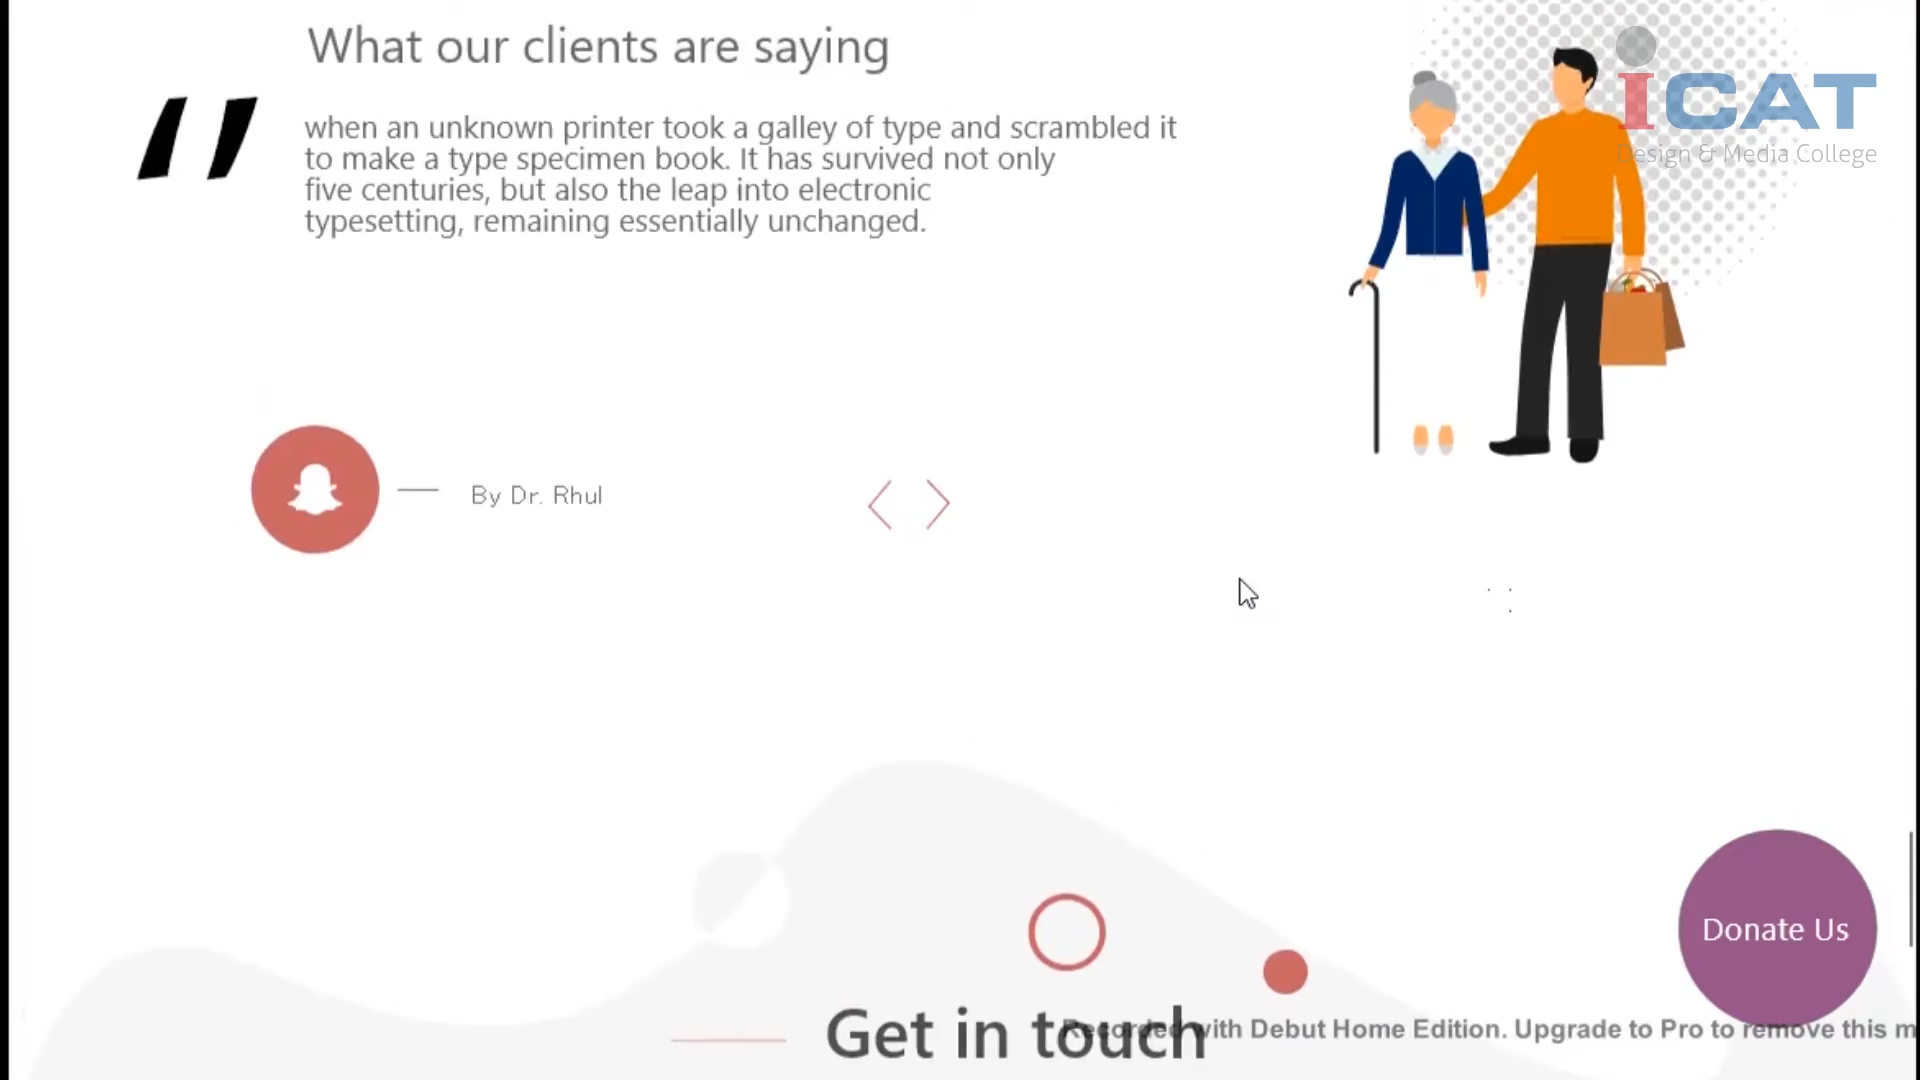 What our clients are saying
when an unknown printer took a galley of type and scrambled it
to make a type specimen book. It has survived not only
five centuries, but also the leap into electronic
typesetting, remaining essentially unchanged.
iCAT
Design & Media College
By Dr. Rhul
Donate Us
Get in touch
Recorded with Debut Home Edition. Upgrade to Pro to remove this m